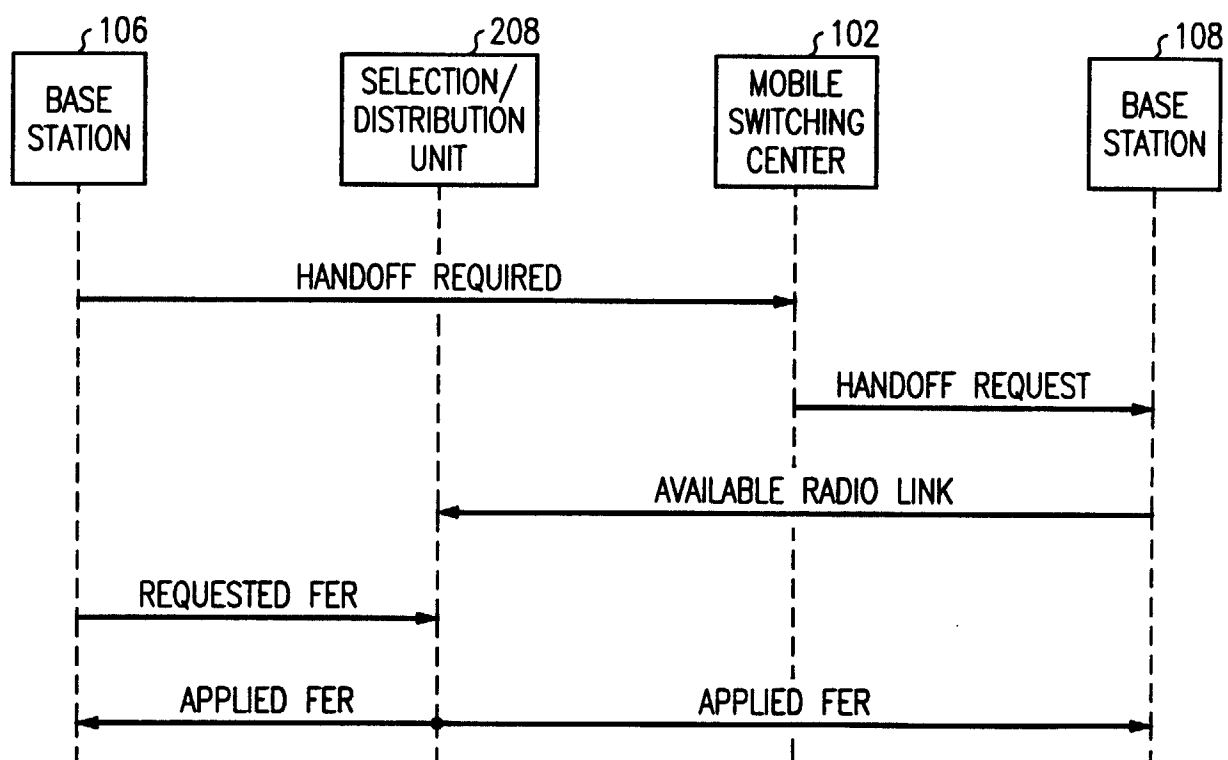 106
208
102
108
BASE
STATION
SELECTION/
DISTRIBUTION
UNIT
MOBILE
SWITCHING
CENTER
BASE
STATION
HANDOFF REQUIRED
HANDOFF REQUEST
AVAILABLE RADIO LINK
REQUESTED FER
APPLIED FER
APPLIED FER